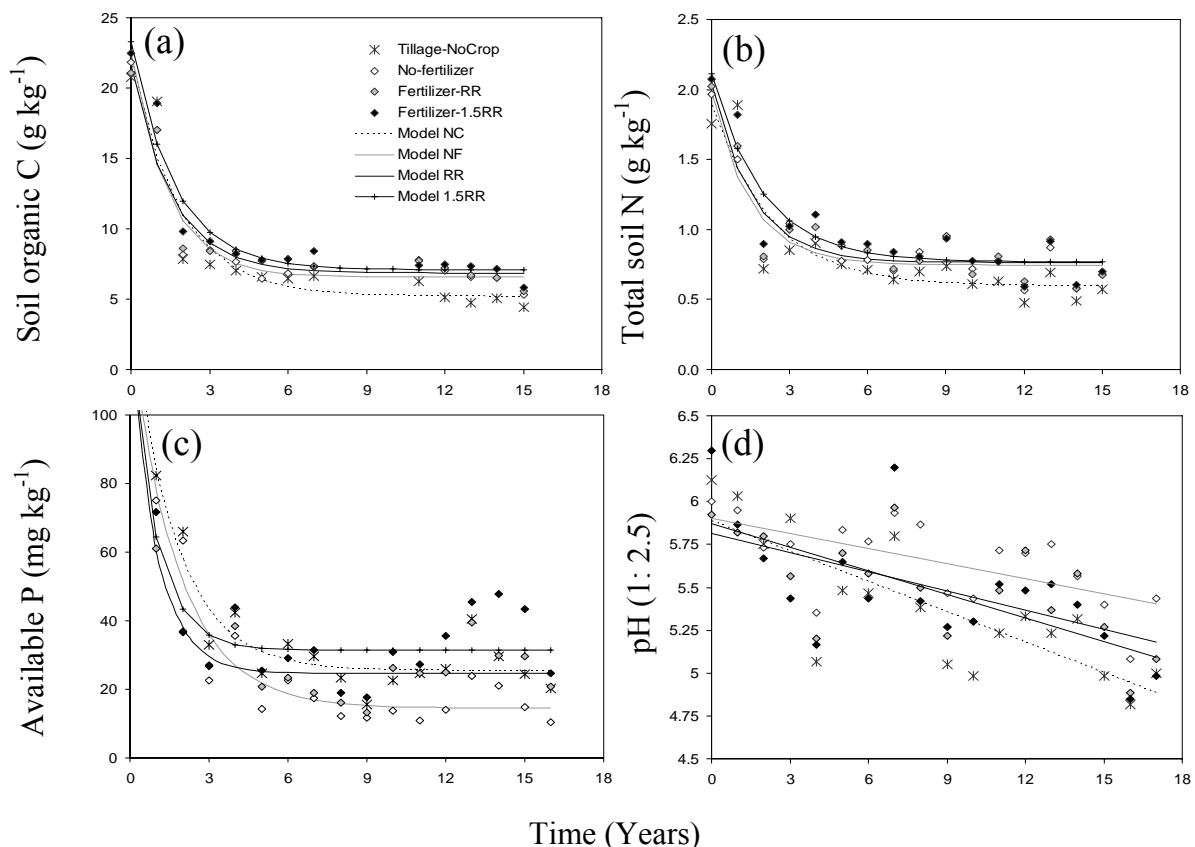 (a)
Soil organic C (g kg⁻¹)
25
20
15
10
5
0
Tillage-NoCrop
No-fertilizer
Fertilizer-RR
Fertilizer-1.5RR
Model NC
Model NF
Model RR
Model 1.5RR
0 3 6 9 12 15 18
(b)
Total soil N (g kg⁻¹)
2.5
2.0
1.5
1.0
0.5
0.0
0 3 6 9 12 15 18
(c)
Available P (mg kg⁻¹)
100
80
60
40
20
0
0 3 6 9 12 15 18
(d)
pH (1: 2.5)
6.5
6.25
6
5.75
5.5
5.25
5
4.75
4.5
0 3 6 9 12 15 18
Time (Years)